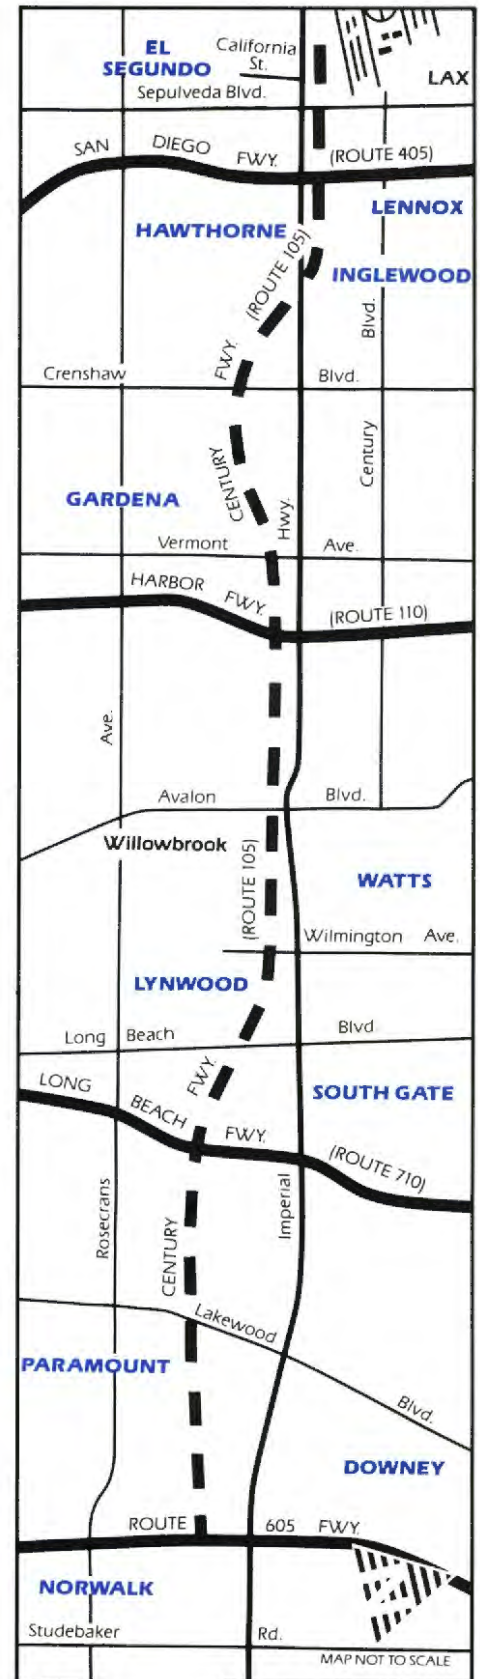 California
St.
EL
SEGUNDO
LAX
Sepulveda Blvd.
SAN DIEGO FWY. (ROUTE 405)
LENNOX
HAWTHORNE
(ROUTE 105)
INGLEWOOD
Blvd.
FWY.
Crenshaw Blvd.
Century
CENTURY
GARDENA
Hwy.
Vermont Ave.
HARBOR FWY. (ROUTE 110)
Ave.
Avalon Blvd.
Willowbrook
(ROUTE 105)
WATTS
Wilmington Ave.
LYNWOOD
Long Beach Blvd
FWY.
LONG BEACH FWY. (ROUTE 710)
SOUTH GATE
Rosecrans
Imperial
CENTURY
Lakewood Blvd.
PARAMOUNT
DOWNEY
ROUTE 605 FWY.
NORWALK
Studebaker Rd.
MAP NOT TO SCALE